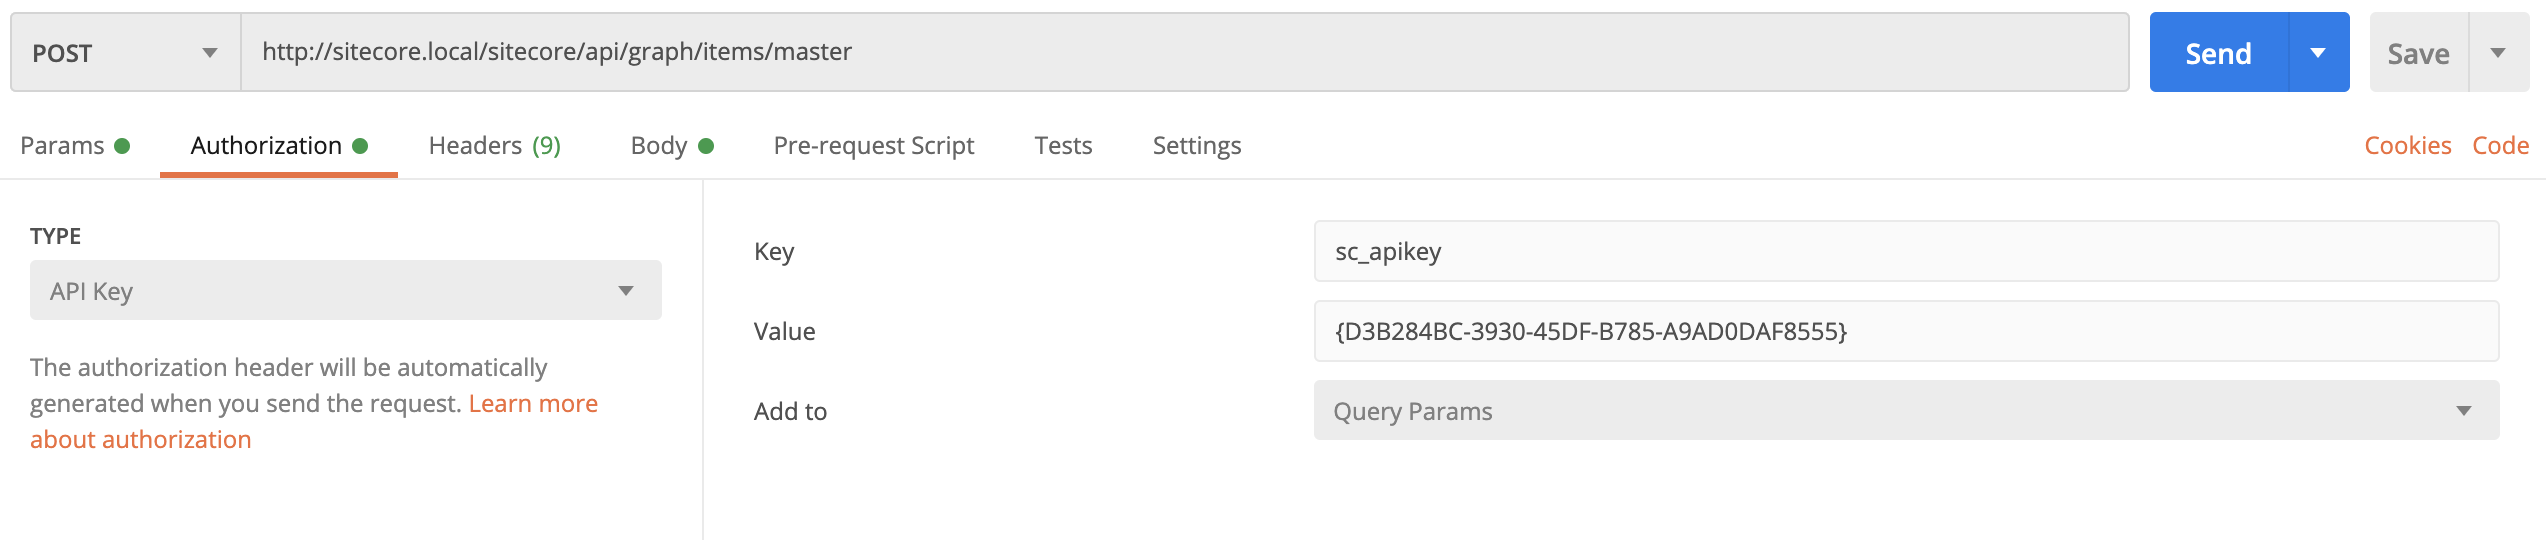 POST http://sitecore.local/sitecore/api/graph/items/master Send Save
Params Authorization Headers (9) Body Pre-request Script Tests Settings Cookies Code
TYPE
API Key
The authorization header will be automatically
generated when you send the request. Learn more
about authorization
Key sc_apikey
Value {D3B284BC-3930-45DF-B785-A9AD0DAF8555}
Add to Query Params